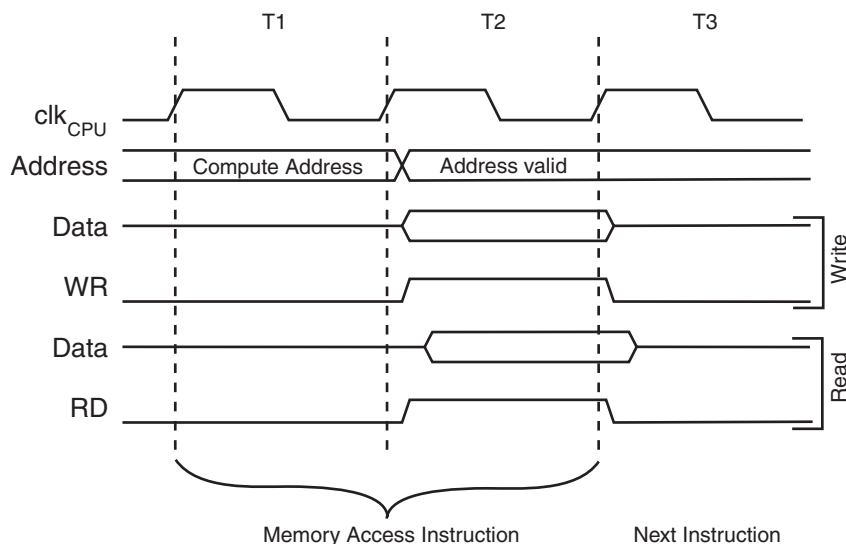 T1 T2 T3
clkCPU
Address Compute Address Address valid
Data
WR
Write
Data
RD
Read
Memory Access Instruction Next Instruction